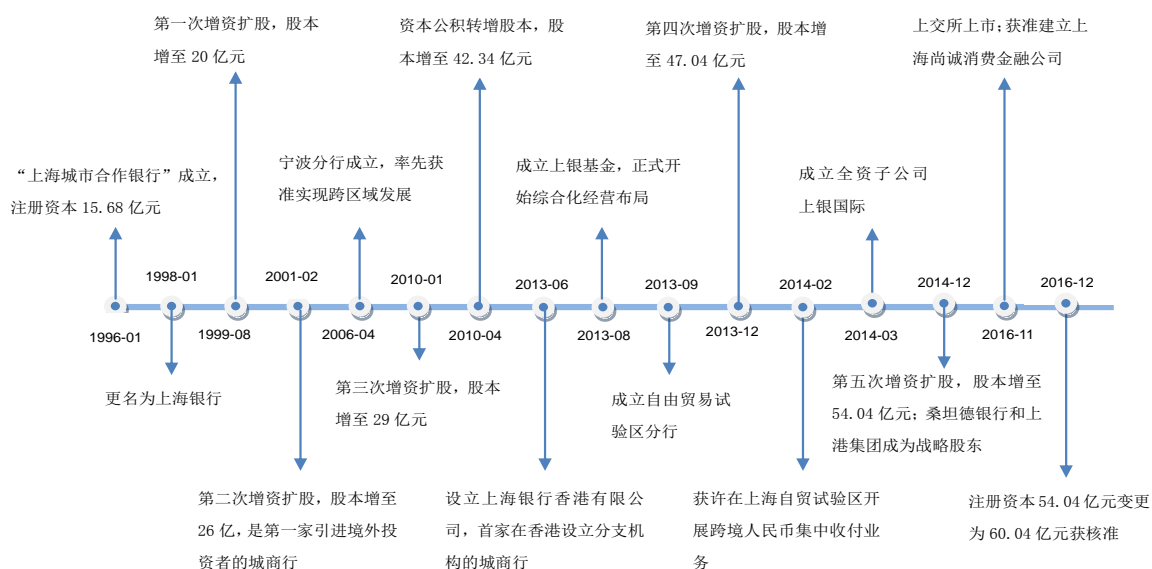 第一次增资扩股，股本
增至 20 亿元
资本公积转增股本，股
本增至 42.34 亿元
第四次增资扩股，股本增
至 47.04 亿元
上交所上市；获准建立上
海尚诚消费金融公司
“上海城市合作银行”成立，
注册资本 15.68 亿元
宁波分行成立，率先获
准实现跨区域发展
成立上银基金，正式开
始综合化经营布局
成立全资子公司
上银国际
1998-01
2001-02
2010-01
2013-06
2013-09
2014-02
2014-12
2016-12
1996-01
1999-08
2006-04
2010-04
2013-08
2013-12
2014-03
2016-11
更名为上海银行
第三次增资扩股，股本
增至 29 亿元
成立自由贸易试
验区分行
第五次增资扩股，股本增至
54.04 亿元；桑坦德银行和上
港集团成为战略股东
第二次增资扩股，股本增至
26 亿，是第一家引进境外投
资者的城商行
设立上海银行香港有限公
司，首家在香港设立分支机
构的城商行
获许在上海自贸试验区开
展跨境人民币集中收付业
务
注册资本 54.04 亿元变更
为 60.04 亿元获核准